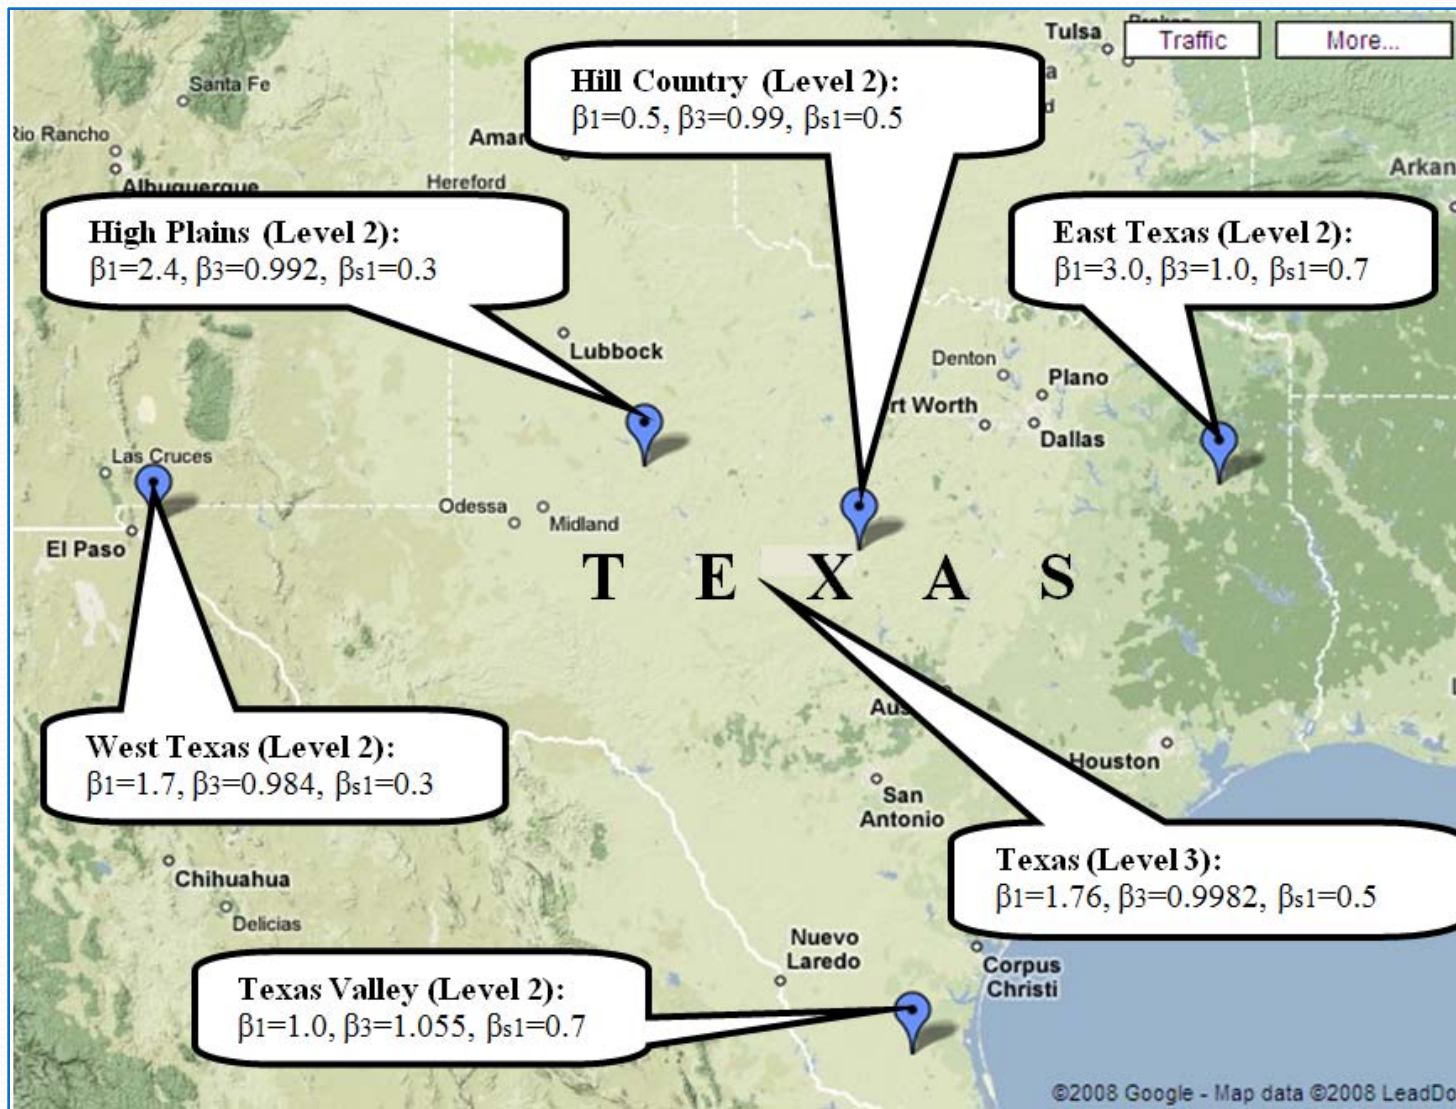 Tulsa
Traffic
More...
Santa Fe
Hill Country (Level 2):
β1=0.5, β3=0.99, βs1=0.5
Rio Rancho
Albuquerque
Hereford
High Plains (Level 2):
β1=2.4, β3=0.992, βs1=0.3
East Texas (Level 2):
β1=3.0, β3=1.0, βs1=0.7
Lubbock
Denton
Plano
rt Worth
Dallas
Las Cruces
Odessa
Midland
El Paso
T E X A S
West Texas (Level 2):
β1=1.7, β3=0.984, βs1=0.3
Houston
San
Antonio
Texas (Level 3):
β1=1.76, β3=0.9982, βs1=0.5
Chihuahua
Delicias
Nuevo
Laredo
Corpus
Christi
Texas Valley (Level 2):
β1=1.0, β3=1.055, βs1=0.7
©2008 Google - Map data ©2008 LeadDo